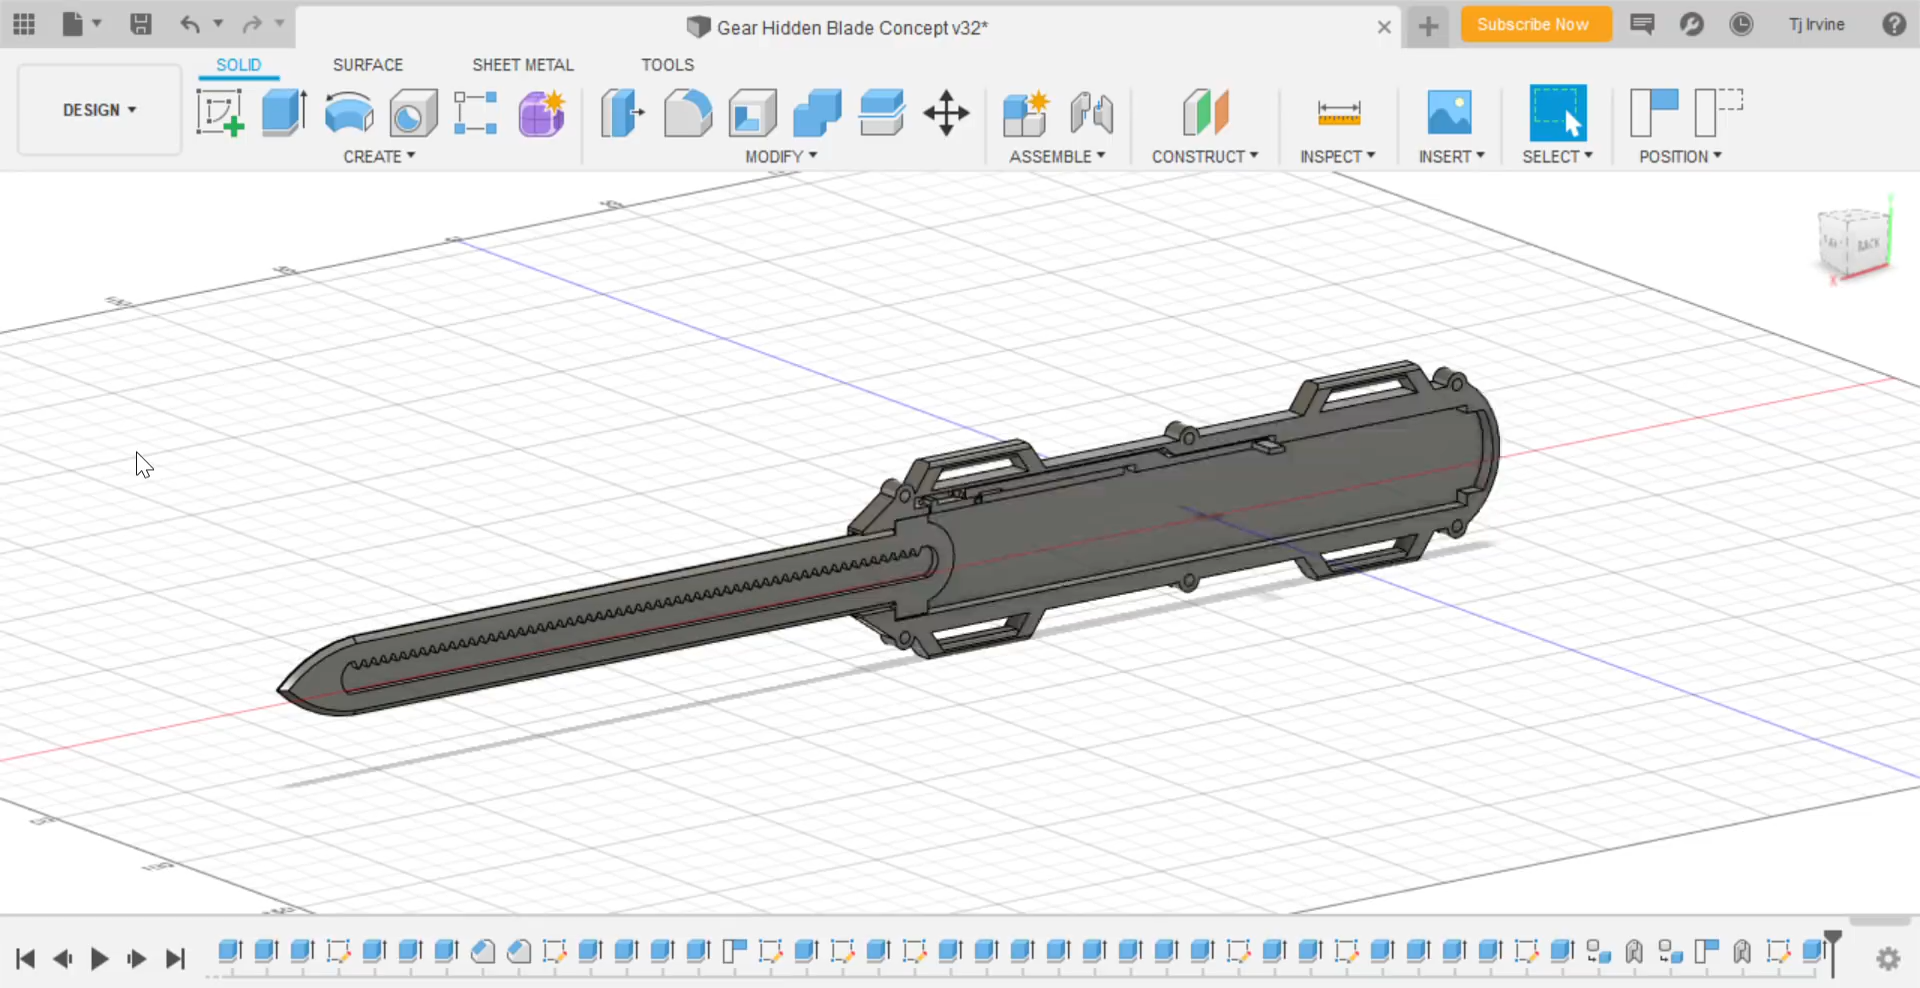 Gear Hidden Blade Concept v32*
Subscribe Now
Tj Irvine
SOLID
SURFACE
SHEET METAL
TOOLS
DESIGN
CREATE
MODIFY
ASSEMBLE
CONSTRUCT
INSPECT
INSERT
SELECT
POSITION
BACK
X